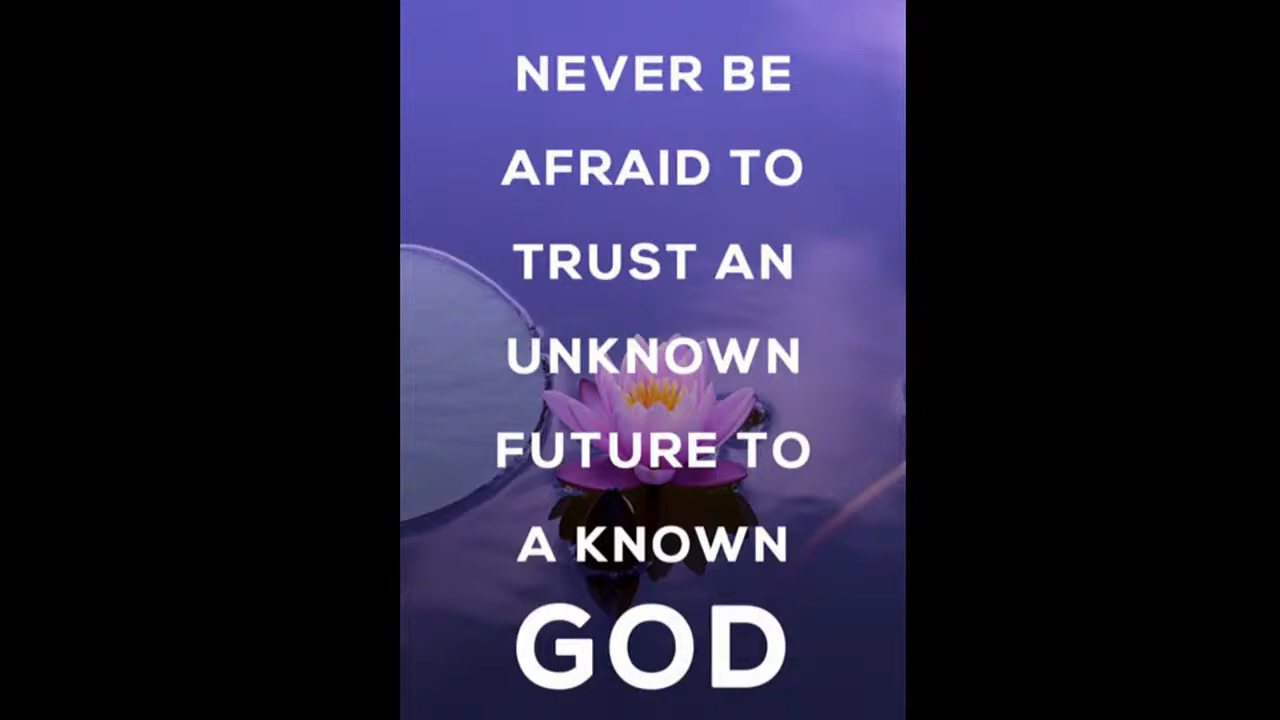 NEVER BE
AFRAID TO
TRUST AN
UNKNOWN
FUTURE TO
A KNOWN
GOD